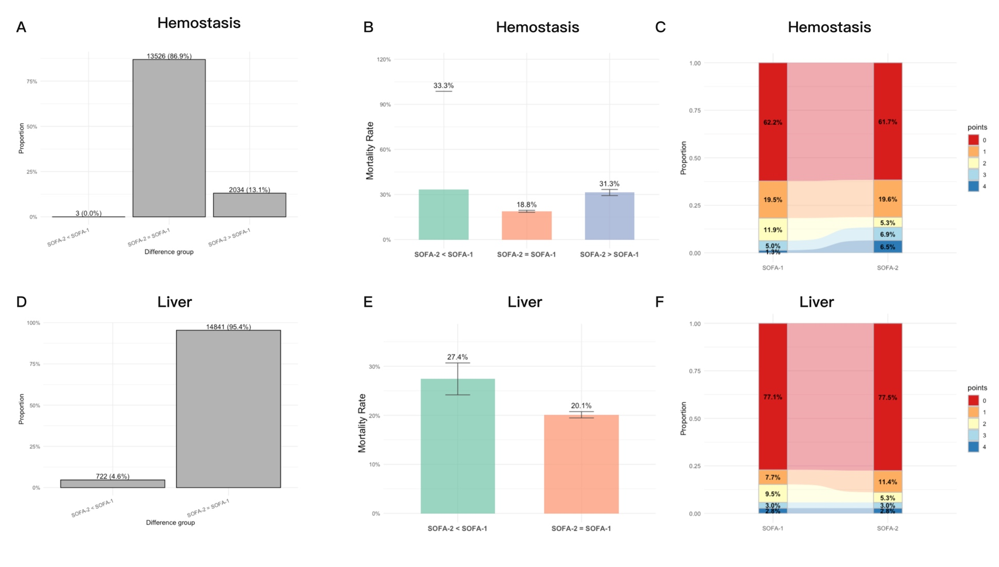 A
Hemostasis
13526 (86.9%)
75%
50%
25%
0%
Proportion
2034 (13.1%)
3 (0.0%)
SOFA-2 < SOFA-1
SOFA-2 = SOFA-1
SOFA-2 > SOFA-1
Difference group
B
Hemostasis
120%
90%
60%
30%
0%
Mortality Rate
33.3%
18.8%
31.3%
SOFA-2 < SOFA-1
SOFA-2 = SOFA-1
SOFA-2 > SOFA-1
C
Hemostasis
1.00
0.75
0.50
0.25
0.00
Proportion
62.2%
19.5%
11.9%
5.0%
1.3%
61.7%
19.6%
5.3%
6.9%
6.5%
SOFA-1
SOFA-2
points
0
1
2
3
4
D
Liver
100%
75%
50%
25%
0%
Proportion
14841 (95.4%)
722 (4.6%)
SOFA-2 < SOFA-1
SOFA-2 = SOFA-1
Difference group
E
Liver
30%
20%
10%
0%
Mortality Rate
27.4%
20.1%
SOFA-2 < SOFA-1
SOFA-2 = SOFA-1
F
Liver
1.00
0.75
0.50
0.25
0.00
Proportion
77.1%
7.7%
9.5%
3.0%
2.8%
77.5%
11.4%
5.3%
3.0%
2.8%
SOFA-1
SOFA-2
points
0
1
2
3
4